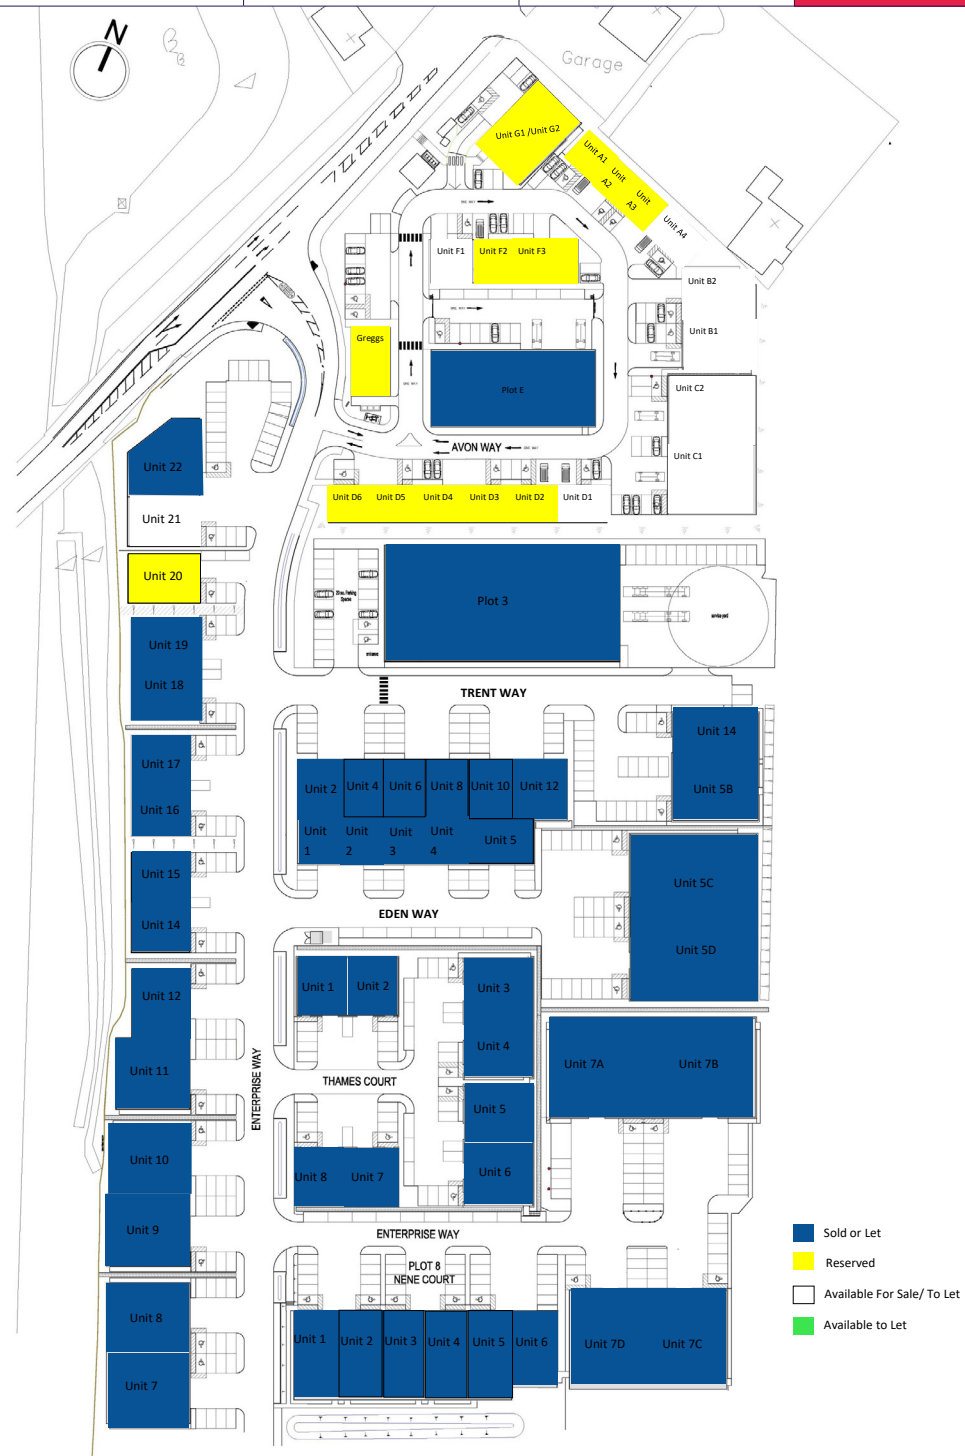 N
Garage
Unit G1 /Unit G2
Unit A1
Unit
A2
Unit
A3
Unit A4
Unit F1
Unit F2
Unit F3
Unit B2
Unit B1
Greggs
Plot E
Unit C2
Unit C1
AVON WAY
Unit 22
Unit 21
Unit D6
Unit D5
Unit D4
Unit D3
Unit D2
Unit D1
Unit 20
Plot 3
20 no. Parking
Spaces
service yard
entrance
Unit 19
Unit 18
TRENT WAY
Unit 14
Unit 5B
Unit 17
Unit 16
Unit 2
Unit 4
Unit 6
Unit 8
Unit 10
Unit 12
Unit
1
Unit
2
Unit
3
Unit
4
Unit 5
Unit 15
Unit 14
Unit 5C
Unit 5D
EDEN WAY
Unit 12
Unit 11
Unit 1
Unit 2
Unit 3
Unit 4
Unit 7A
Unit 7B
ENTERPRISE WAY
THAMES COURT
Unit 5
Unit 6
Unit 10
Unit 9
Unit 8
Unit 7
ENTERPRISE WAY
PLOT 8
NENE COURT
Sold or Let
Reserved
Available For Sale/ To Let
Available to Let
Unit 8
Unit 7
Unit 1
Unit 2
Unit 3
Unit 4
Unit 5
Unit 6
Unit 7D
Unit 7C